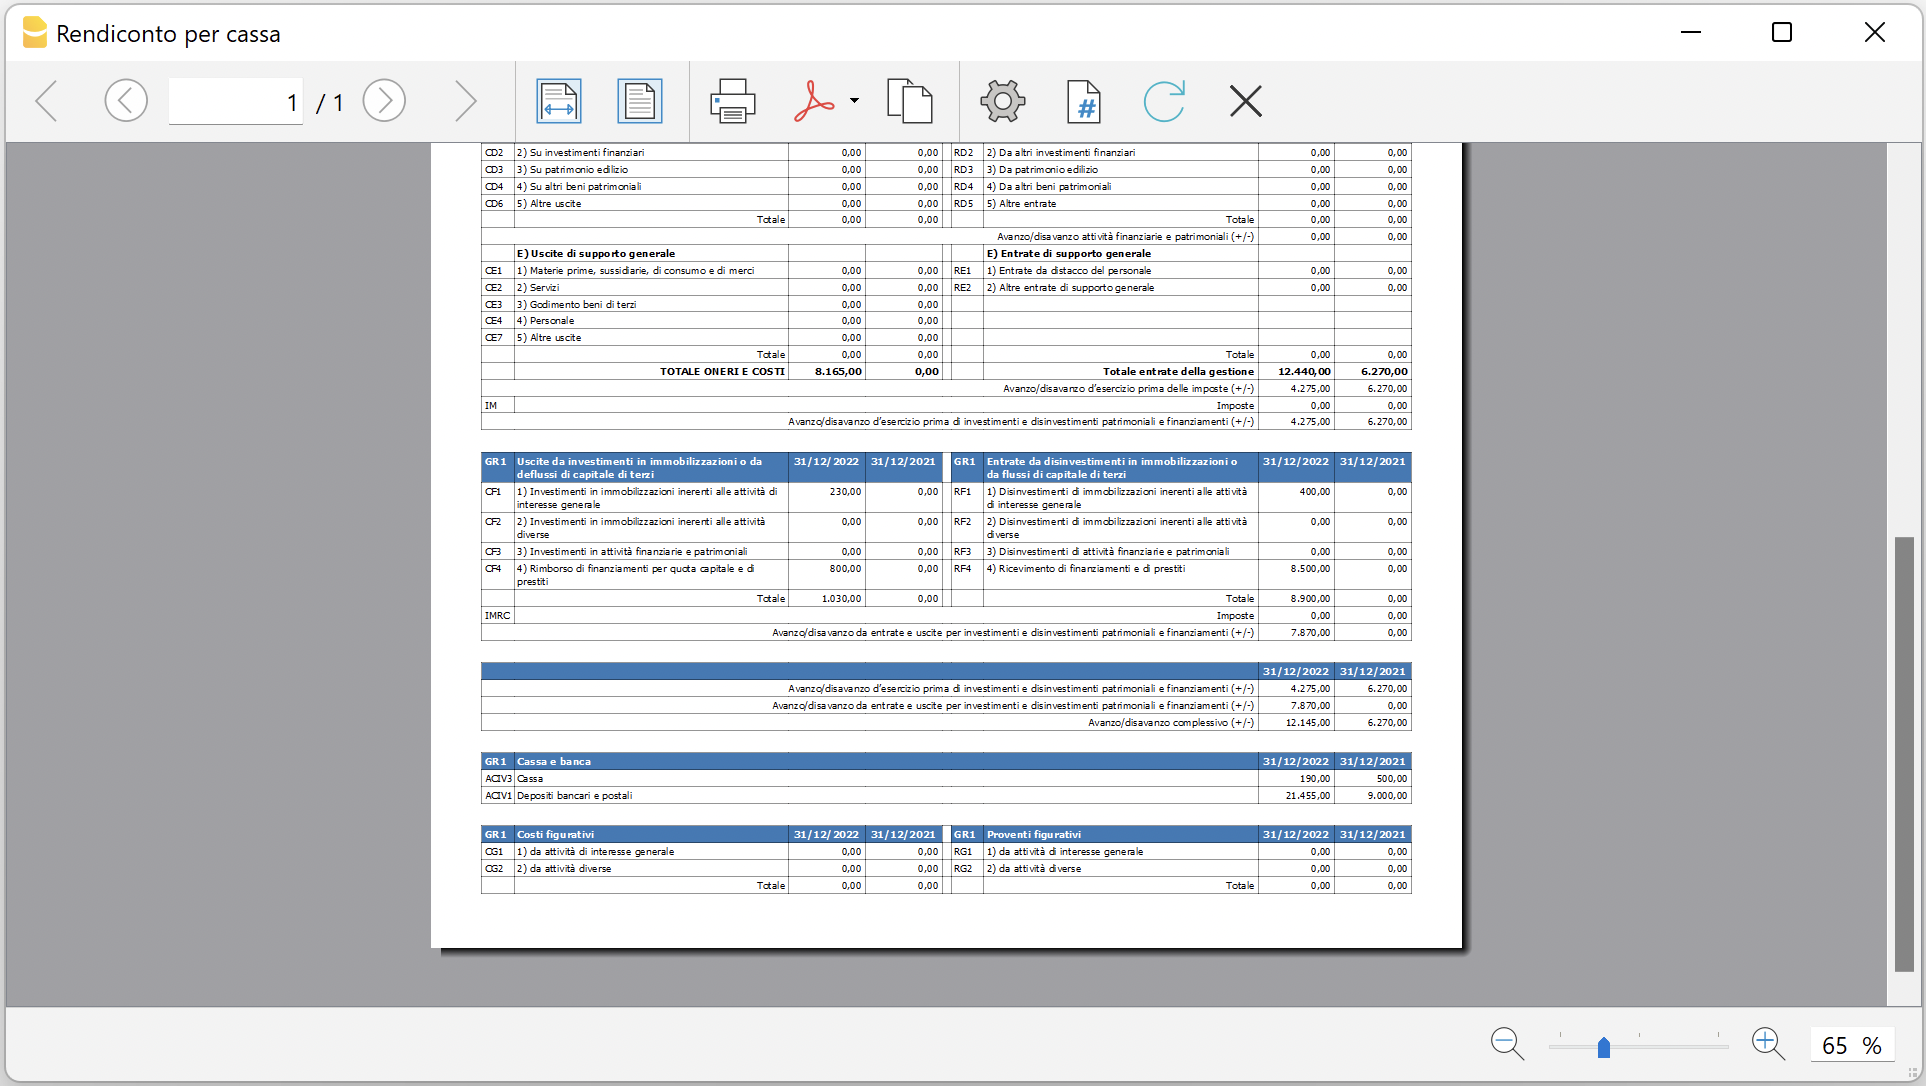 Rendiconto per cassa
1 / 1
CD2 2) Su investimenti finanziari 0,00 0,00 RD2 2) Da altri investimenti finanziari 0,00 0,00
CD3 3) Su patrimonio edilizio 0,00 0,00 RD3 3) Da patrimonio edilizio 0,00 0,00
CD4 4) Su altri beni patrimoniali 0,00 0,00 RD4 4) Da altri beni patrimoniali 0,00 0,00
CD6 5) Altre uscite 0,00 0,00 RD5 5) Altre entrate 0,00 0,00
Totale 0,00 0,00 Totale 0,00 0,00
Avanzo/disavanzo attività finanziarie e patrimoniali (+/-) 0,00 0,00
E) Uscite di supporto generale E) Entrate di supporto generale
CE1 1) Materie prime, sussidiarie, di consumo e di merci 0,00 0,00 RE1 1) Entrate da distacco del personale 0,00 0,00
CE2 2) Servizi 0,00 0,00 RE2 2) Altre entrate di supporto generale 0,00 0,00
CE3 3) Godimento beni di terzi 0,00 0,00
CE4 4) Personale 0,00 0,00
CE7 5) Altre uscite 0,00 0,00
Totale 0,00 0,00 Totale 0,00 0,00
TOTALE ONERI E COSTI 8.165,00 0,00 Totale entrate della gestione 12.440,00 6.270,00
Avanzo/disavanzo d'esercizio prima delle imposte (+/-) 4.275,00 6.270,00
IM Imposte 0,00 0,00
Avanzo/disavanzo d'esercizio prima di investimenti e disinvestimenti patrimoniali e finanziamenti (+/-) 4.275,00 6.270,00
GR1 Uscite da investimenti in immobilizzazioni o da 31/12/2022 31/12/2021 GR1 Entrate da disinvestimenti in immobilizzazioni o 31/12/2022 31/12/2021
deflussi di capitale di terzi da flussi di capitale di terzi
CF1 1) Investimenti in immobilizzazioni inerenti alle attività di 230,00 0,00 RF1 1) Disinvestimenti di immobilizzazioni inerenti alle attività 400,00 0,00
interesse generale di interesse generale
CF2 2) Investimenti in immobilizzazioni inerenti alle attività 0,00 0,00 RF2 2) Disinvestimenti di immobilizzazioni inerenti alle attività 0,00 0,00
diverse diverse
CF3 3) Investimenti in attività finanziarie e patrimoniali 0,00 0,00 RF3 3) Disinvestimenti di attività finanziarie e patrimoniali 0,00 0,00
CF4 4) Rimborso di finanziamenti per quota capitale e di 800,00 0,00 RF4 4) Ricevimento di finanziamenti e di prestiti 8.500,00 0,00
prestiti
Totale 1.030,00 0,00 Totale 8.900,00 0,00
IMRC Imposte 0,00 0,00
Avanzo/disavanzo da entrate e uscite per investimenti e disinvestimenti patrimoniali e finanziamenti (+/-) 7.870,00 0,00
31/12/2022 31/12/2021
Avanzo/disavanzo d'esercizio prima di investimenti e disinvestimenti patrimoniali e finanziamenti (+/-) 4.275,00 6.270,00
Avanzo/disavanzo da entrate e uscite per investimenti e disinvestimenti patrimoniali e finanziamenti (+/-) 7.870,00 0,00
Avanzo/disavanzo complessivo (+/-) 12.145,00 6.270,00
GR1 Cassa e banca 31/12/2022 31/12/2021
ACIV3 Cassa 190,00 500,00
ACIV1 Depositi bancari e postali 21.455,00 9.000,00
GR1 Costi figurativi 31/12/2022 31/12/2021 GR1 Proventi figurativi 31/12/2022 31/12/2021
CG1 1) da attività di interesse generale 0,00 0,00 RG1 1) da attività di interesse generale 0,00 0,00
CG2 2) da attività diverse 0,00 0,00 RG2 2) da attività diverse 0,00 0,00
Totale 0,00 0,00 Totale 0,00 0,00
65 %